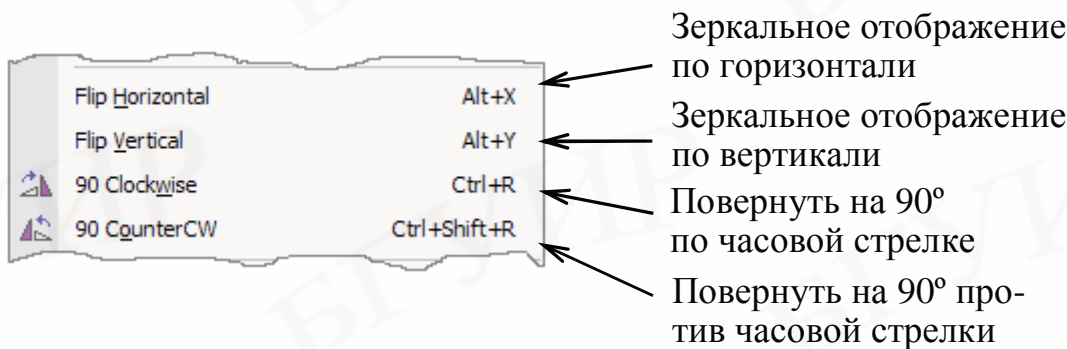 Зеркальное отображение
по горизонтали
Flip Horizontal Alt+X
Зеркальное отображение
по вертикали
Flip Vertical Alt+Y
90 Clockwise Ctrl+R
Повернуть на 90º
по часовой стрелке
90 CounterCW Ctrl+Shift+R
Повернуть на 90º про-
тив часовой стрелки
БГУИР